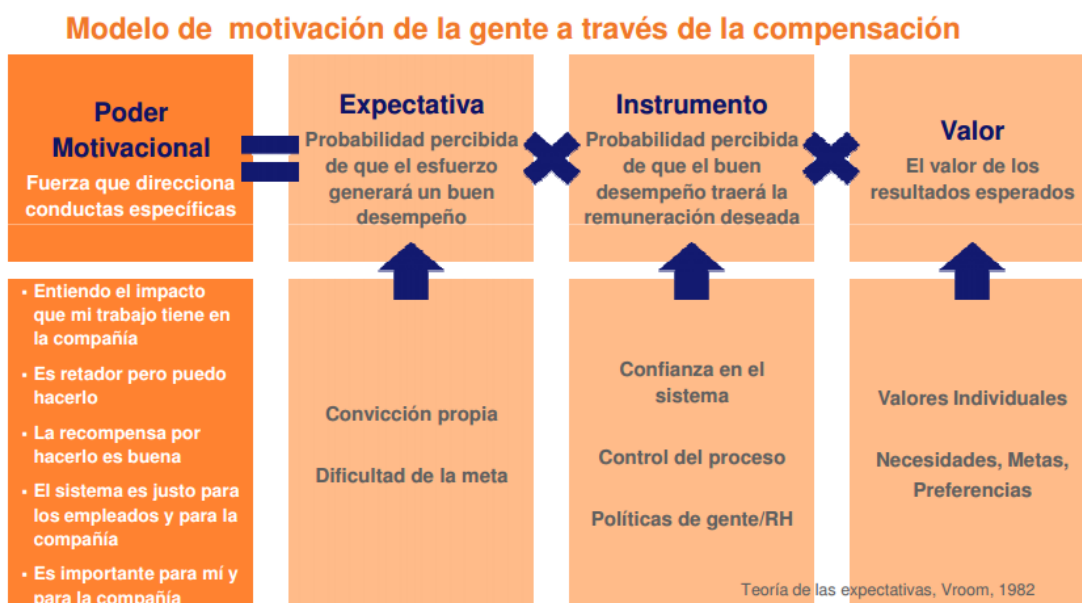 Modelo de motivación de la gente a través de la compensación
Poder
Motivacional
Fuerza que direcciona
conductas específicas
Expectativa
Probabilidad percibida
de que el esfuerzo
generará un buen
desempeño
Instrumento
Probabilidad percibida
de que el buen
desempeño traerá la
remuneración deseada
Valor
El valor de los
resultados esperados
▪ Entiendo el impacto
que mi trabajo tiene en
la compañía
▪ Es retador pero puedo
hacerlo
▪ La recompensa por
hacerlo es buena
▪ El sistema es justo para
los empleados y para la
compañía
▪ Es importante para mí y
para la compañía
Convicción propia
Dificultad de la meta
Confianza en el
sistema
Control del proceso
Políticas de gente/RH
Valores Individuales
Necesidades, Metas,
Preferencias
Teoría de las expectativas, Vroom, 1982